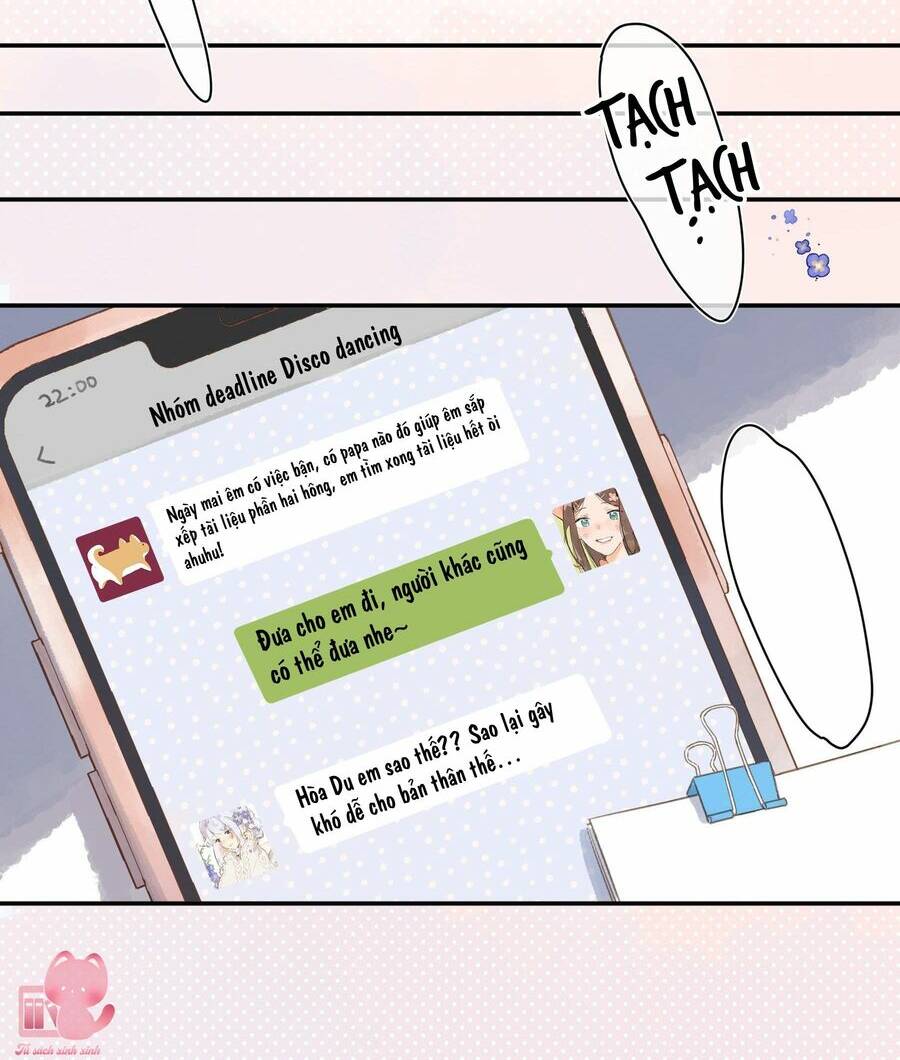 TẠCH
TẠCH
22:00
Nhóm deadline Disco dancing
Ngày mai êm có việc bận, có papa nào đó giúp êm sắp
xếp tài liệu phần hai hông, em tìm xong tài liệu hết òi
ahuhu!
Đưa cho em đi, người khác cũng
có thể đưa nhe~
Hòa Du em sao thế?? Sao lại gây
khó dễ cho bản thân thế...
Tủ sách xinh xinh